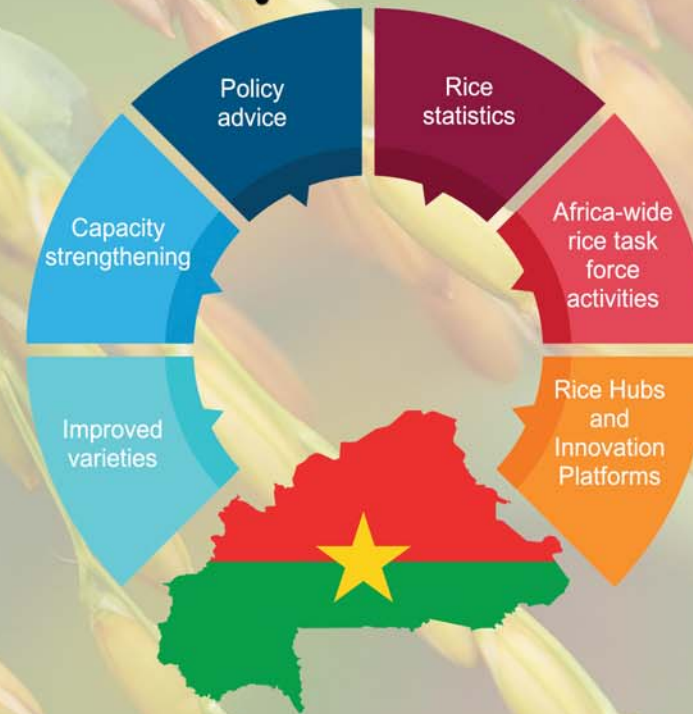 Policy
advice
Rice
statistics
Capacity
strengthening
Africa-wide
rice task
force
activities
Improved
varieties
Rice Hubs
and
Innovation
Platforms